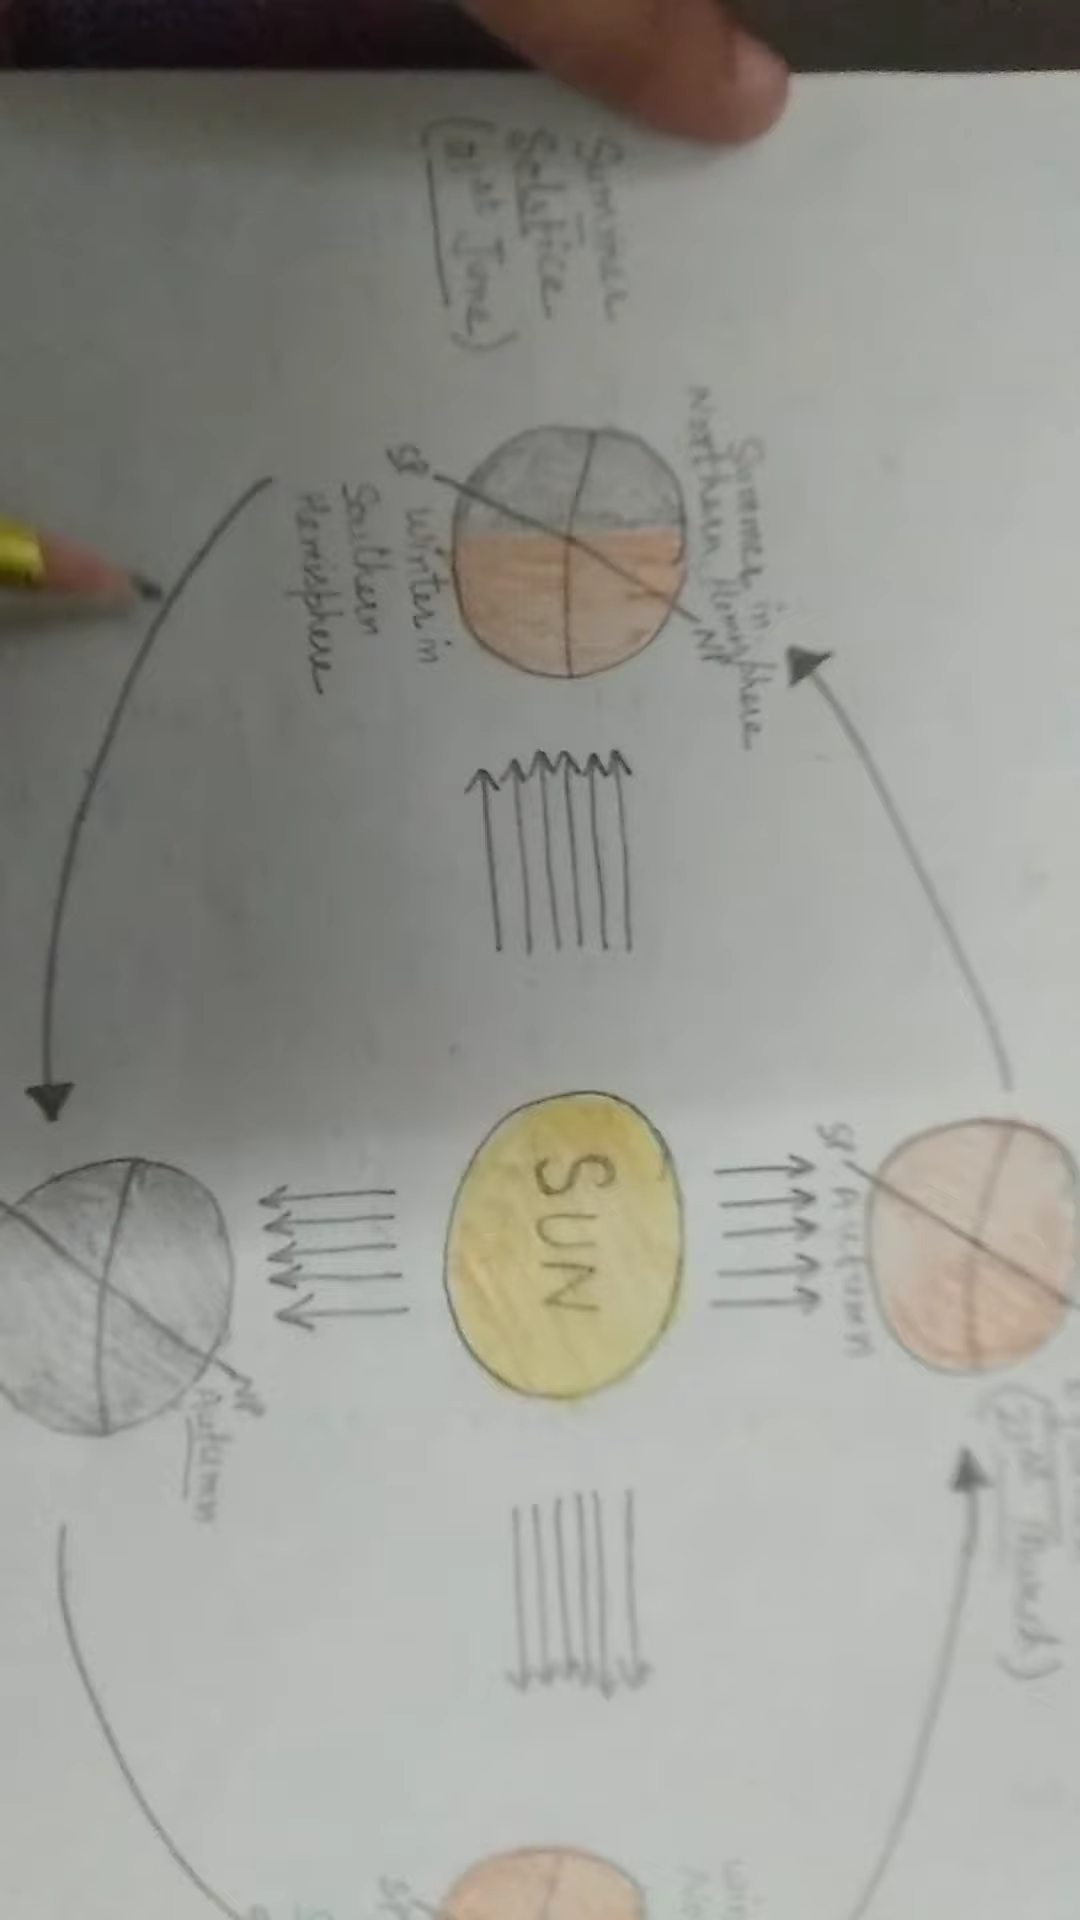 Summer
Solstice
(21st June)
Summer in
Northern Hemisphere
NP
SP
Winter in
Southern
Hemisphere
SUN
SP
Autumn
(21st March)
NP
Autumn
SP